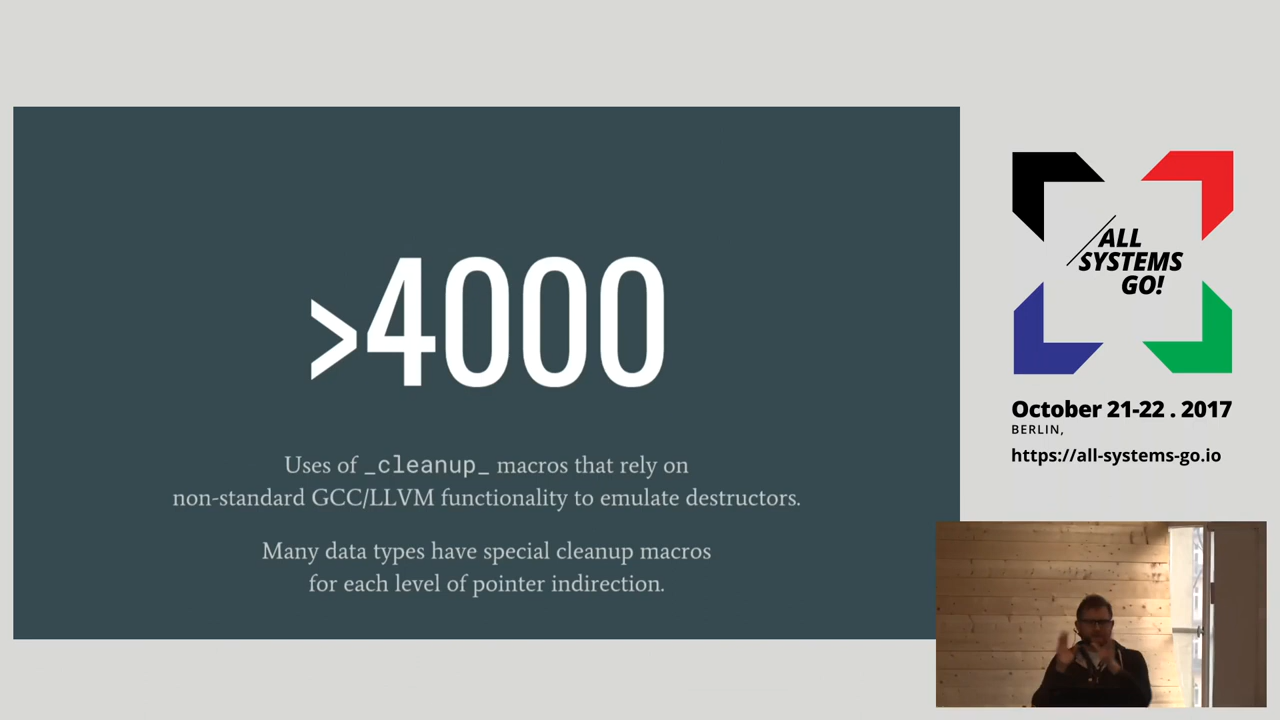 >4000
Uses of _cleanup_ macros that rely on
non-standard GCC/LLVM functionality to emulate destructors.
Many data types have special cleanup macros
for each level of pointer indirection.
/ALL
SYSTEMS
GO!
October 21-22 . 2017
BERLIN,
https://all-systems-go.io